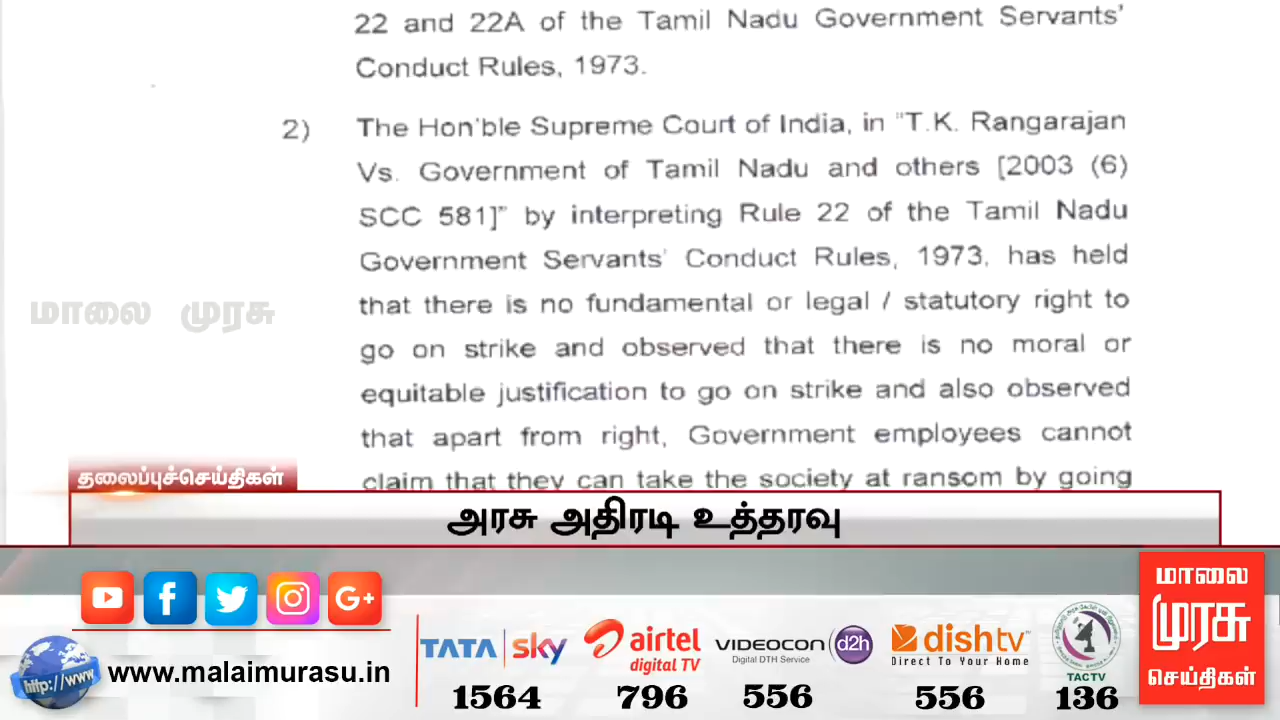 22 and 22A of the Tamil Nadu Government Servants'
Conduct Rules, 1973.
2) The Hon'ble Supreme Court of India, in "T.K. Rangarajan
Vs. Government of Tamil Nadu and others [2003 (6)
SCC 581]" by interpreting Rule 22 of the Tamil Nadu
Government Servants' Conduct Rules, 1973, has held
that there is no fundamental or legal / statutory right to
go on strike and observed that there is no moral or
equitable justification to go on strike and also observed
that apart from right, Government employees cannot
claim that they can take the society at ransom by going
மாலை முரசு
தலைப்புச்செய்திகள்
அரசு அதிரடி உத்தரவு
http://www
www.malaimurasu.in
TATA sky
1564
airtel
digital TV
796
VIDEOCON d2h
Digital DTH Service
556
dishtv
Direct To Your Home
556
TACTV
136
மாலை
முரசு
செய்திகள்